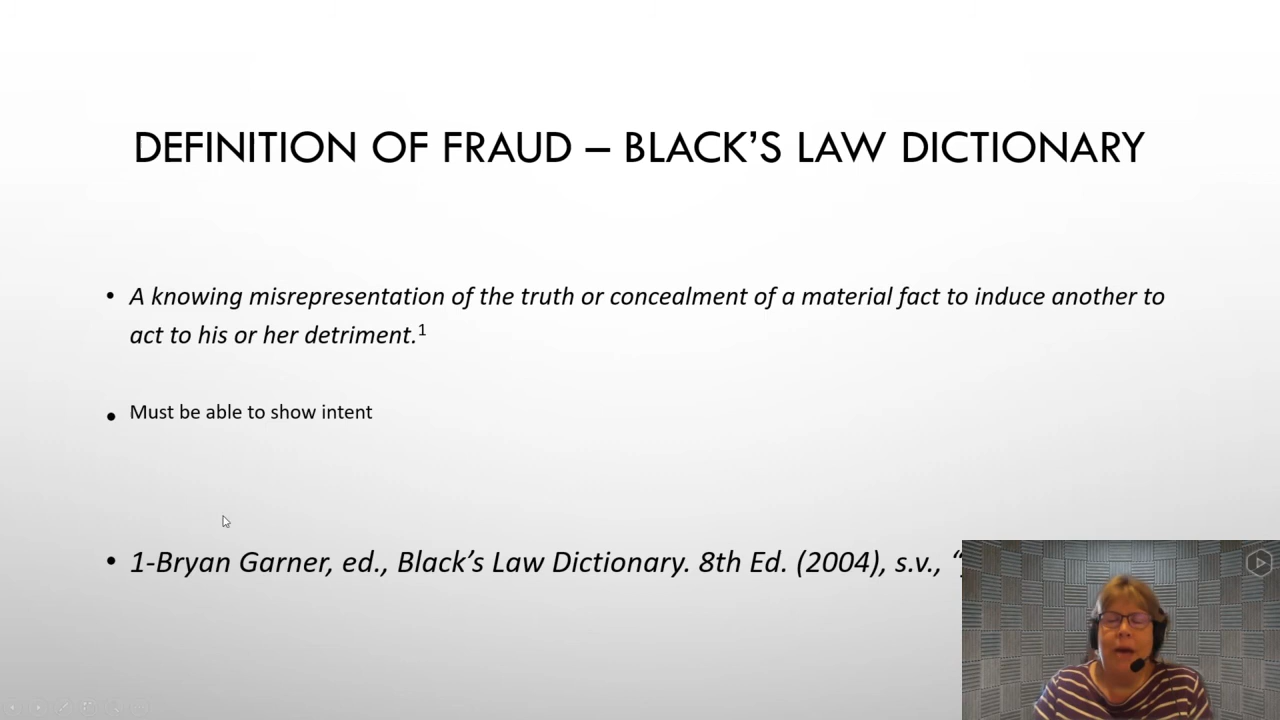 DEFINITION OF FRAUD – BLACK’S LAW DICTIONARY
• A knowing misrepresentation of the truth or concealment of a material fact to induce another to
act to his or her detriment.¹
• Must be able to show intent
• 1-Bryan Garner, ed., Black’s Law Dictionary. 8th Ed. (2004), s.v., “